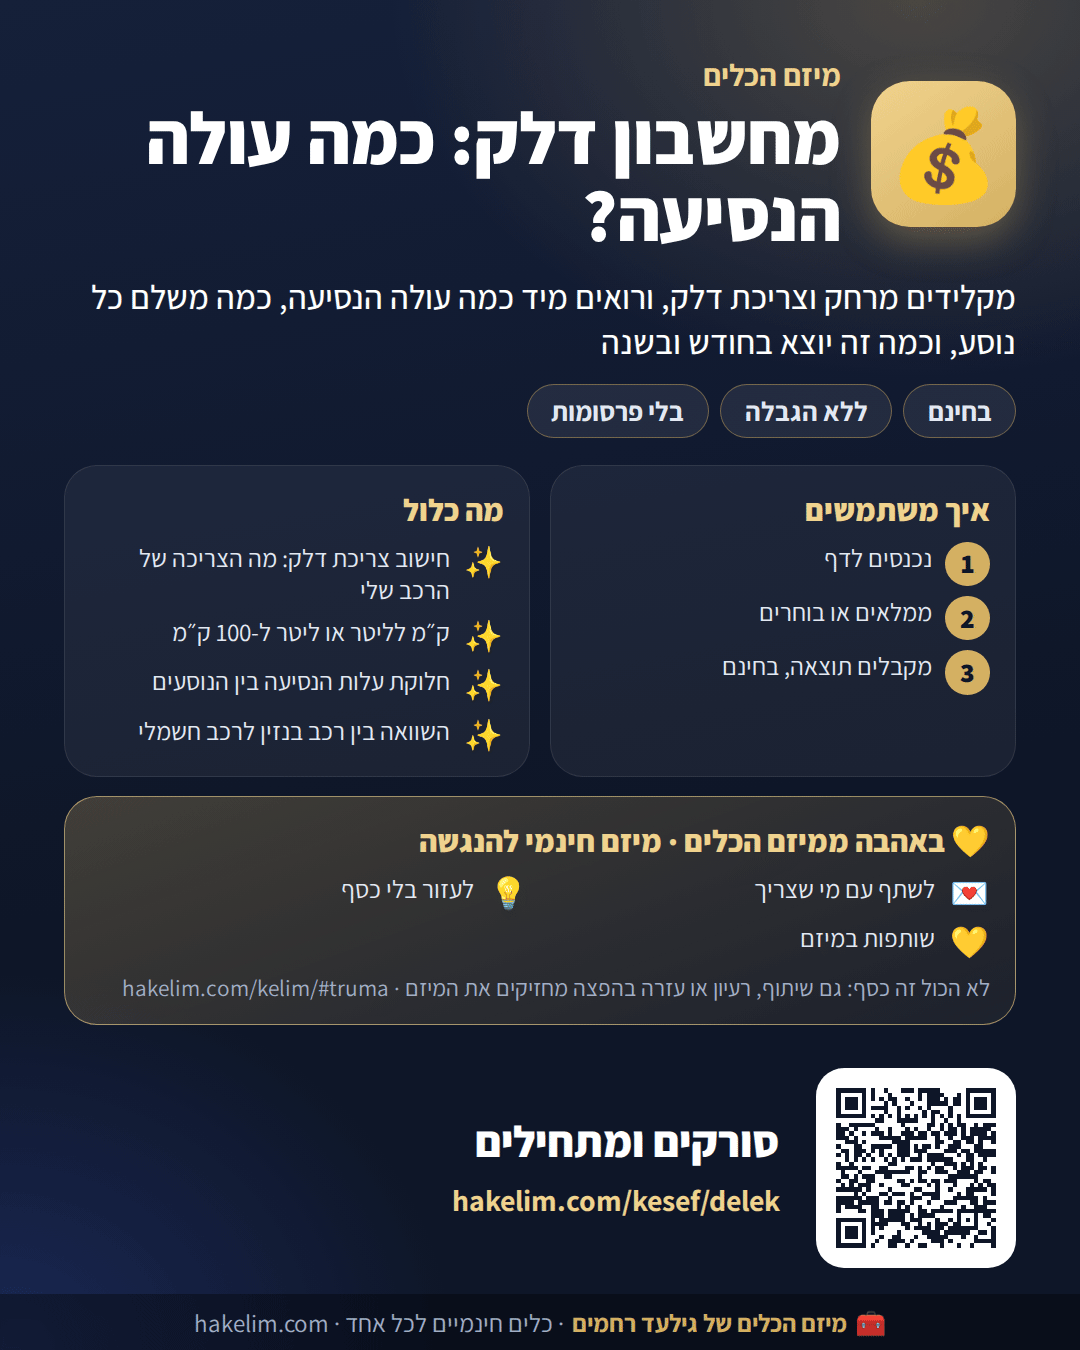 מיזם הכלים
מחשבון דלק: כמה עולה
הנסיעה?
מקלידים מרחק וצריכת דלק, ורואים מיד כמה עולה הנסיעה, כמה משלם כל
נוסע, וכמה זה יוצא בחודש ובשנה
בחינם
ללא הגבלה
בלי פרסומות
איך משתמשים
1 נכנסים לדף
2 ממלאים או בוחרים
3 מקבלים תוצאה, בחינם
מה כלול
חישוב צריכת דלק: מה הצריכה של
הרכב שלי
ק״מ לליטר או ליטר ל-100 ק״מ
חלוקת עלות הנסיעה בין הנוסעים
השוואה בין רכב בנזין לרכב חשמלי
באהבה ממיזם הכלים · מיזם חינמי להנגשה
לשתף עם מי שצריך
לעזור בלי כסף
שותפות במיזם
לא הכול זה כסף: גם שיתוף, רעיון או עזרה בהפצה מחזיקים את המיזם · hakelim.com/kelim/#truma
סורקים ומתחילים
hakelim.com/kesef/delek
מיזם הכלים של גילעד רחמים · כלים חינמיים לכל אחד · hakelim.com